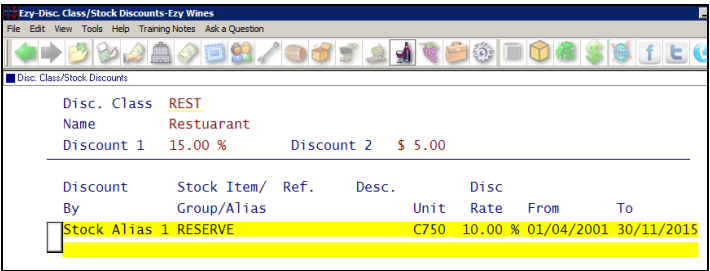 Ezy-Disc. Class/Stock Discounts-Ezy Wines
File Edit View Tools Help Training Notes Ask a Question
Disc. Class/Stock Discounts
Disc. Class REST
Name Restuarant
Discount 1 15.00 % Discount 2 $ 5.00
Discount Stock Item/ Ref. Desc. Disc
By Group/Alias Unit Rate From To
Stock Alias 1 RESERVE C750 10.00 % 01/04/2001 30/11/2015